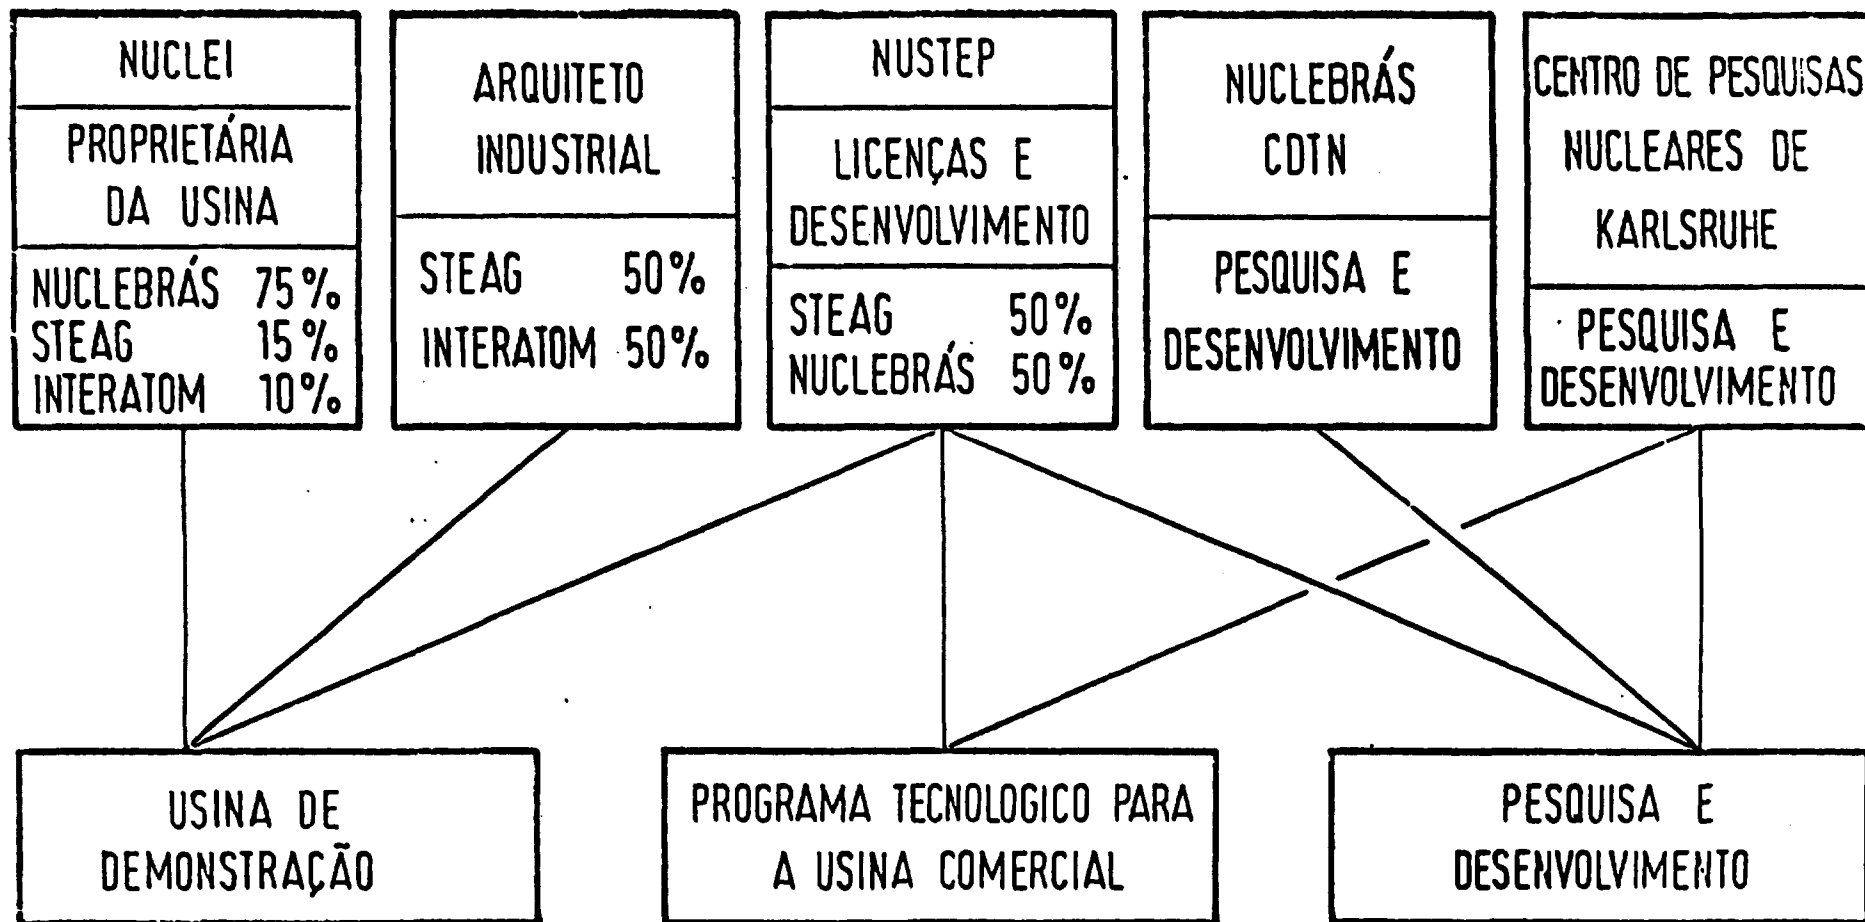 NUCLEI
PROPRIETÁRIA
DA USINA
NUCLEBRÁS 75%
STEAG 15%
INTERATOM 10%
ARQUITETO
INDUSTRIAL
STEAG 50%
INTERATOM 50%
NUSTEP
LICENÇAS E
DESENVOLVIMENTO
STEAG 50%
NUCLEBRÁS 50%
NUCLEBRÁS
CDTN
PESQUISA E
DESENVOLVIMENTO
CENTRO DE PESQUISAS
NUCLEARES DE
KARLSRUHE
PESQUISA E
DESENVOLVIMENTO
USINA DE
DEMONSTRAÇÃO
PROGRAMA TECNOLOGICO PARA
A USINA COMERCIAL
PESQUISA E
DESENVOLVIMENTO